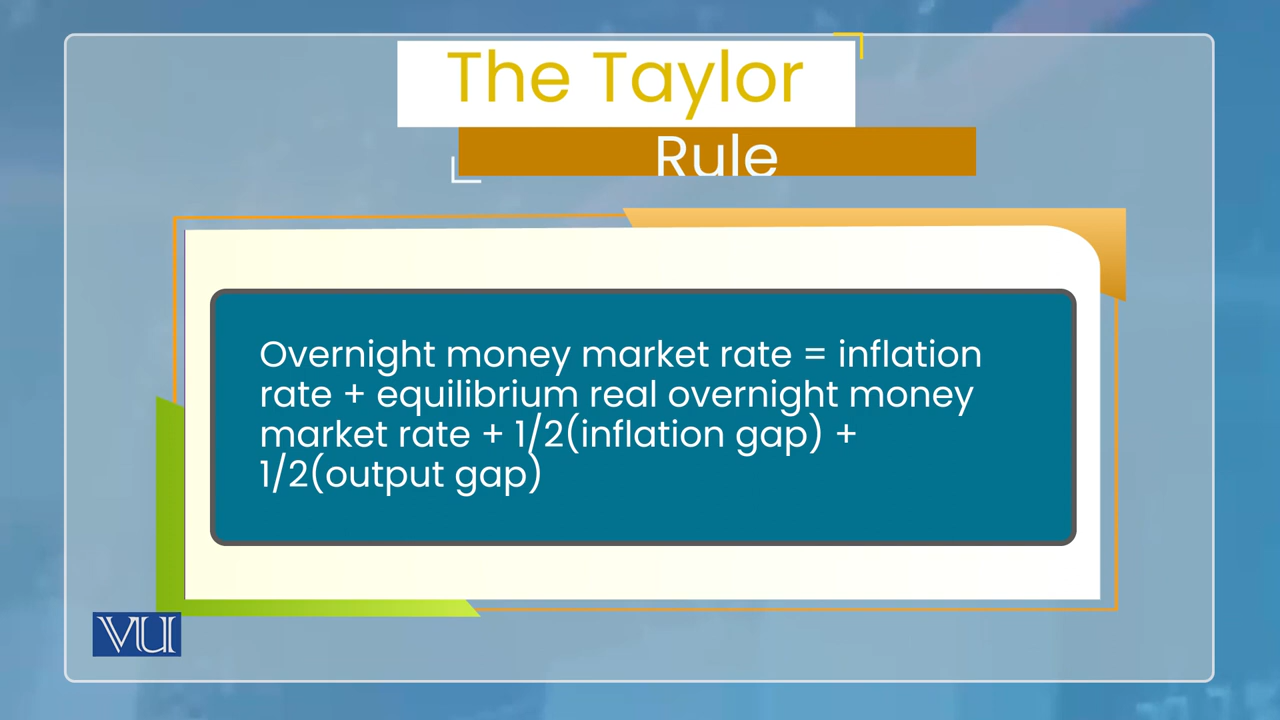 The Taylor
Rule
Overnight money market rate = inflation
rate + equilibrium real overnight money
market rate + 1/2(inflation gap) +
1/2(output gap)
VU